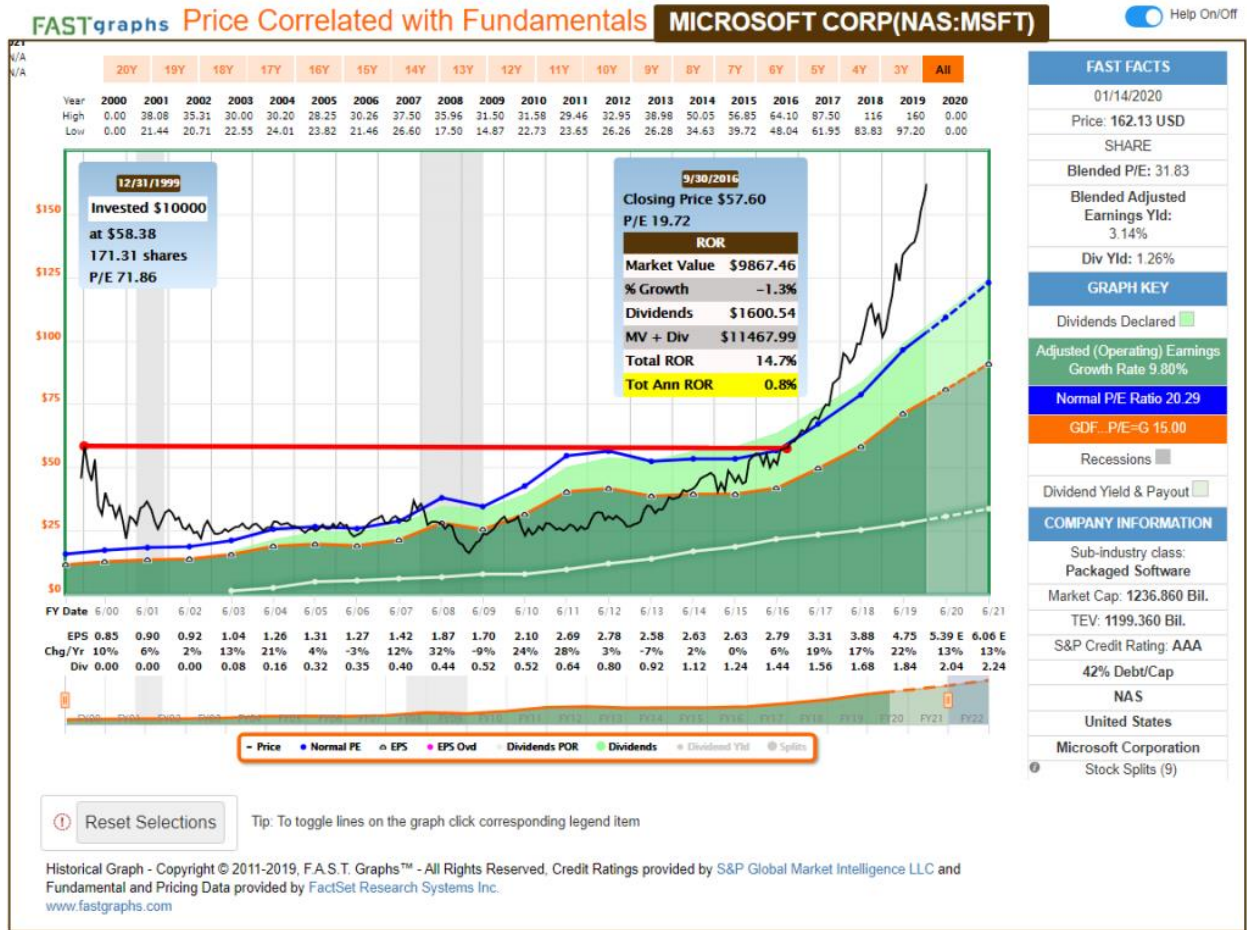 FASTgraphs Price Correlated with Fundamentals MICROSOFT CORP(NAS:MSFT) Help On/Off
N/A
N/A
20Y 19Y 18Y 17Y 16Y 15Y 14Y 13Y 12Y 11Y 10Y 9Y 8Y 7Y 6Y 5Y 4Y 3Y All
Year 2000 2001 2002 2003 2004 2005 2006 2007 2008 2009 2010 2011 2012 2013 2014 2015 2016 2017 2018 2019 2020
High 0.00 38.08 35.31 30.00 30.20 28.25 30.26 37.50 35.96 31.50 31.58 29.46 32.95 38.98 50.05 56.85 64.10 87.50 116 160 0.00
Low 0.00 21.44 20.71 22.55 24.01 23.82 21.46 26.60 17.50 14.87 22.73 23.65 26.26 26.28 34.63 39.72 48.04 61.95 83.83 97.20 0.00
12/31/1999
Invested $10000
at $58.38
171.31 shares
P/E 71.86
9/30/2016
Closing Price $57.60
P/E 19.72
ROR
Market Value $9867.46
% Growth -1.3%
Dividends $1600.54
MV + Div $11467.99
Total ROR 14.7%
Tot Ann ROR 0.8%
$150
$125
$100
$75
$50
$25
$0
FY Date 6/00 6/01 6/02 6/03 6/04 6/05 6/06 6/07 6/08 6/09 6/10 6/11 6/12 6/13 6/14 6/15 6/16 6/17 6/18 6/19 6/20 6/21
EPS 0.85 0.90 0.92 1.04 1.26 1.31 1.27 1.42 1.87 1.70 2.10 2.69 2.78 2.58 2.63 2.63 2.79 3.31 3.88 4.75 5.39 E 6.06 E
Chg/Yr 10% 6% 2% 13% 21% 4% -3% 12% 32% -9% 24% 28% 3% -7% 2% 0% 6% 19% 17% 22% 13% 13%
Div 0.00 0.00 0.00 0.08 0.16 0.32 0.35 0.40 0.44 0.52 0.52 0.64 0.80 0.92 1.12 1.24 1.44 1.56 1.68 1.84 2.04 2.24
FY20 FY21 FY22
Price Normal PE EPS EPS Ovd Dividends POR Dividends Dividend Yld Splits
FAST FACTS
01/14/2020
Price: 162.13 USD
SHARE
Blended P/E: 31.83
Blended Adjusted
Earnings Yld:
3.14%
Div Yld: 1.26%
GRAPH KEY
Dividends Declared
Adjusted (Operating) Earnings
Growth Rate 9.80%
Normal P/E Ratio 20.29
GDF...P/E=G 15.00
Recessions
Dividend Yield & Payout
COMPANY INFORMATION
Sub-industry class:
Packaged Software
Market Cap: 1236.860 Bil.
TEV: 1199.360 Bil.
S&P Credit Rating: AAA
42% Debt/Cap
NAS
United States
Microsoft Corporation
Stock Splits (9)
Reset Selections Tip: To toggle lines on the graph click corresponding legend item
Historical Graph - Copyright © 2011-2019, F.A.S.T. Graphs™ - All Rights Reserved, Credit Ratings provided by S&P Global Market Intelligence LLC and
Fundamental and Pricing Data provided by FactSet Research Systems Inc.
www.fastgraphs.com